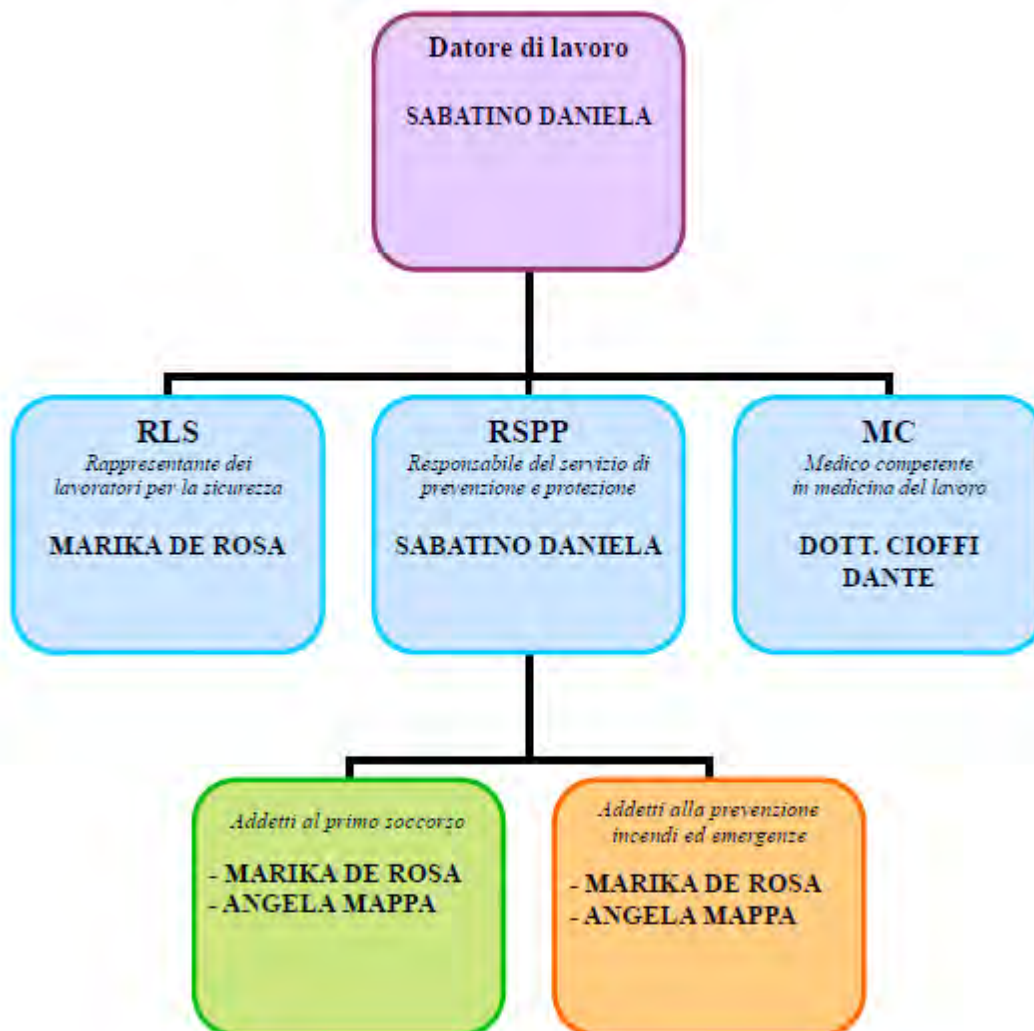 Datore di lavoro
SABATINO DANIELA
RLS
Rappresentante dei
lavoratori per la sicurezza
MARIKA DE ROSA
RSPP
Responsabile del servizio di
prevenzione e protezione
SABATINO DANIELA
MC
Medico competente
in medicina del lavoro
DOTT. CIOFFI
DANTE
Addetti al primo soccorso
- MARIKA DE ROSA
- ANGELA MAPPA
Addetti alla prevenzione
incendi ed emergenze
- MARIKA DE ROSA
- ANGELA MAPPA